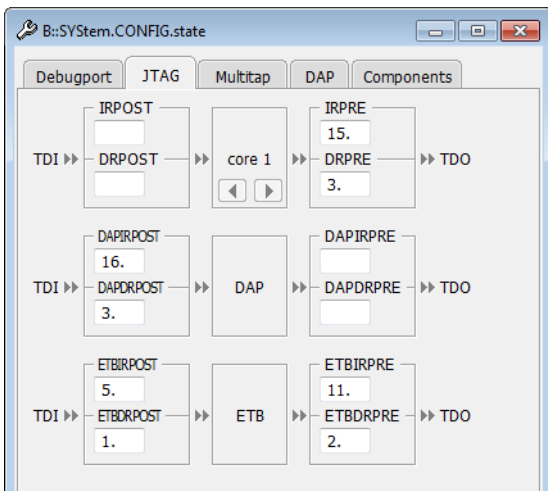 B::SYStem.CONFIG.state
Debugport JTAG Multitap DAP Components
IRPOST IRPRE
15.
TDI DRPOST core 1 DRPRE TDO
3.
DAPIRPOST DAPIRPRE
16.
TDI DAPDRPOST DAP DAPDRPRE TDO
3.
ETBIRPOST ETBIRPRE
5. 11.
TDI ETBDRPOST ETB ETBDRPRE TDO
1. 2.